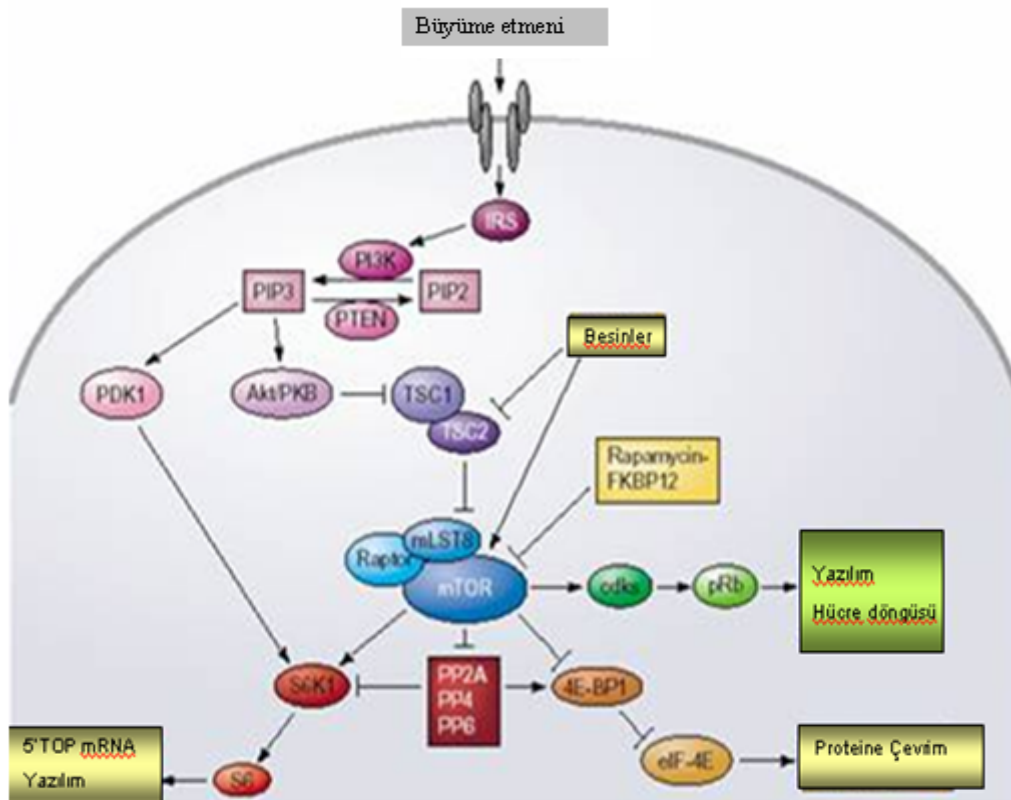 Büyüme etmeni
IRS
PI3K
PIP3
PIP2
PTEN
Besinler
PDK1
Akt/PKB
TSC1
TSC2
Rapamycin-
FKBP12
mLST8
Raptor
mTOR
cdks
pRb
Yazılım
Hücre döngüsü
S6K1
PP2A
PP4
PP6
4E-BP1
5'TOP mRNA
Yazılım
S6
eIF-4E
Proteine Çevrim